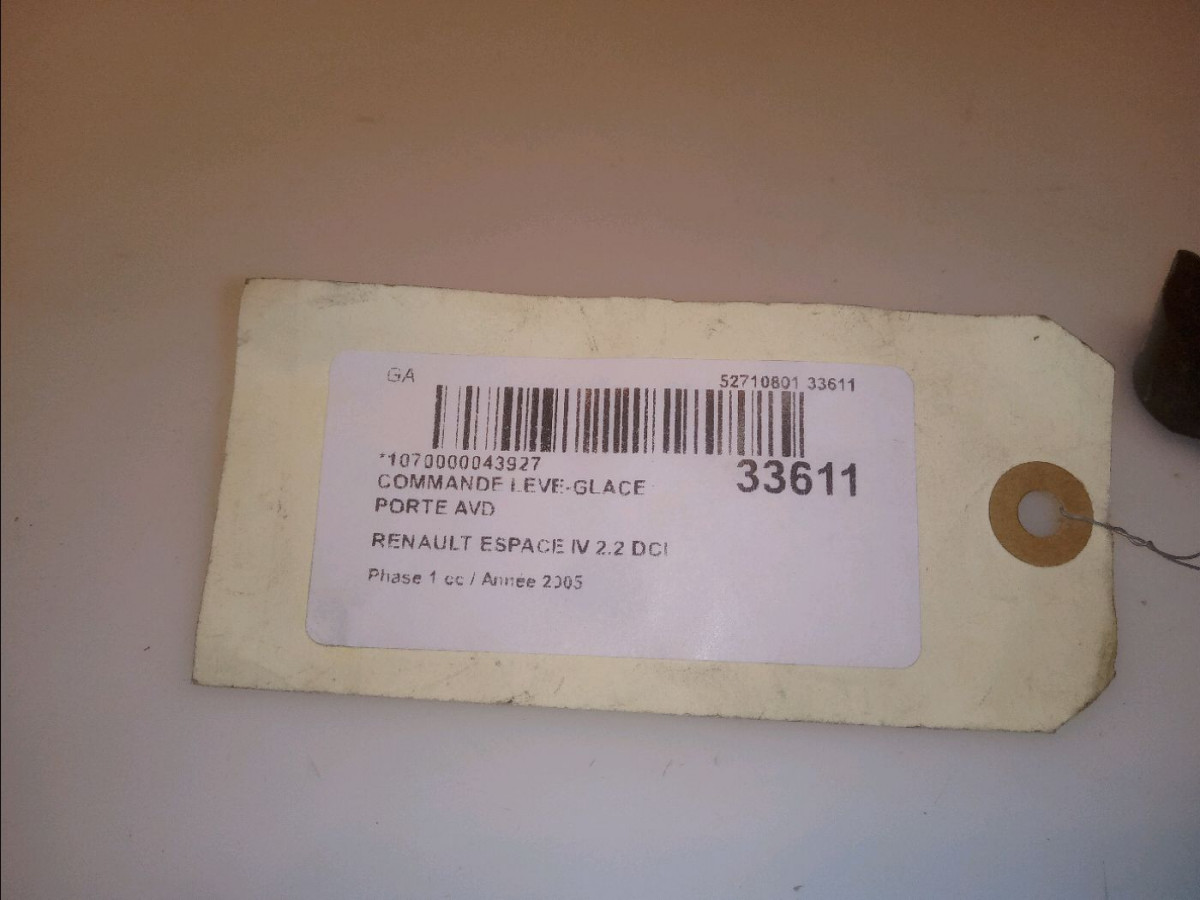 GA
52710801 33611
*1070000043927
33611
COMMANDE LEVE-GLACE
PORTE AVD
RENAULT ESPACE IV 2.2 DCI
Phase 1 cc / Année 2005